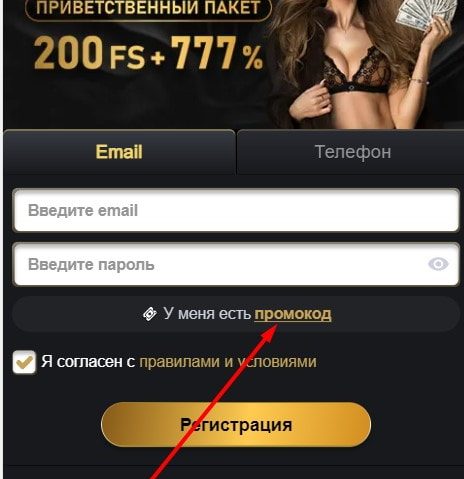 ПРИВЕТСТВЕННЫЙ ПАКЕТ
200 FS + 777 %
Email
Телефон
Введите email
Введите пароль
У меня есть промокод
Я согласен с правилами и условиями
Регистрация